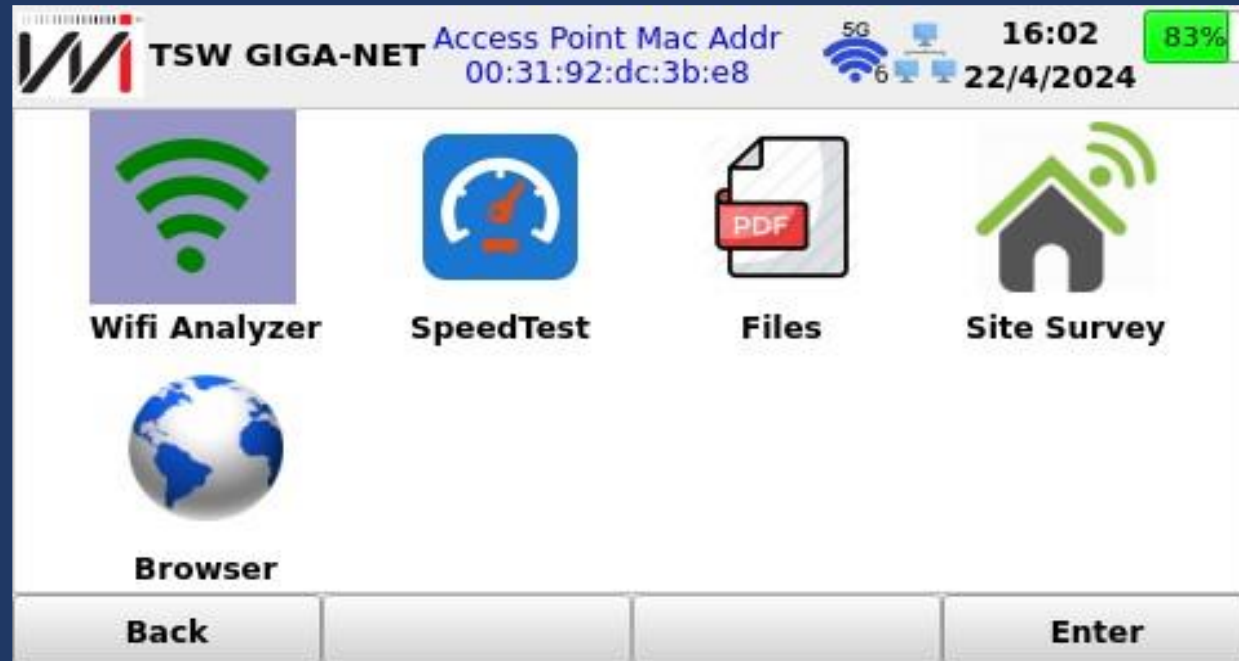 TSW GIGA-NET
Access Point Mac Addr
00:31:92:dc:3b:e8
5G
6
16:02
22/4/2024
83%
PDF
Wifi Analyzer
SpeedTest
Files
Site Survey
Browser
Back
Enter